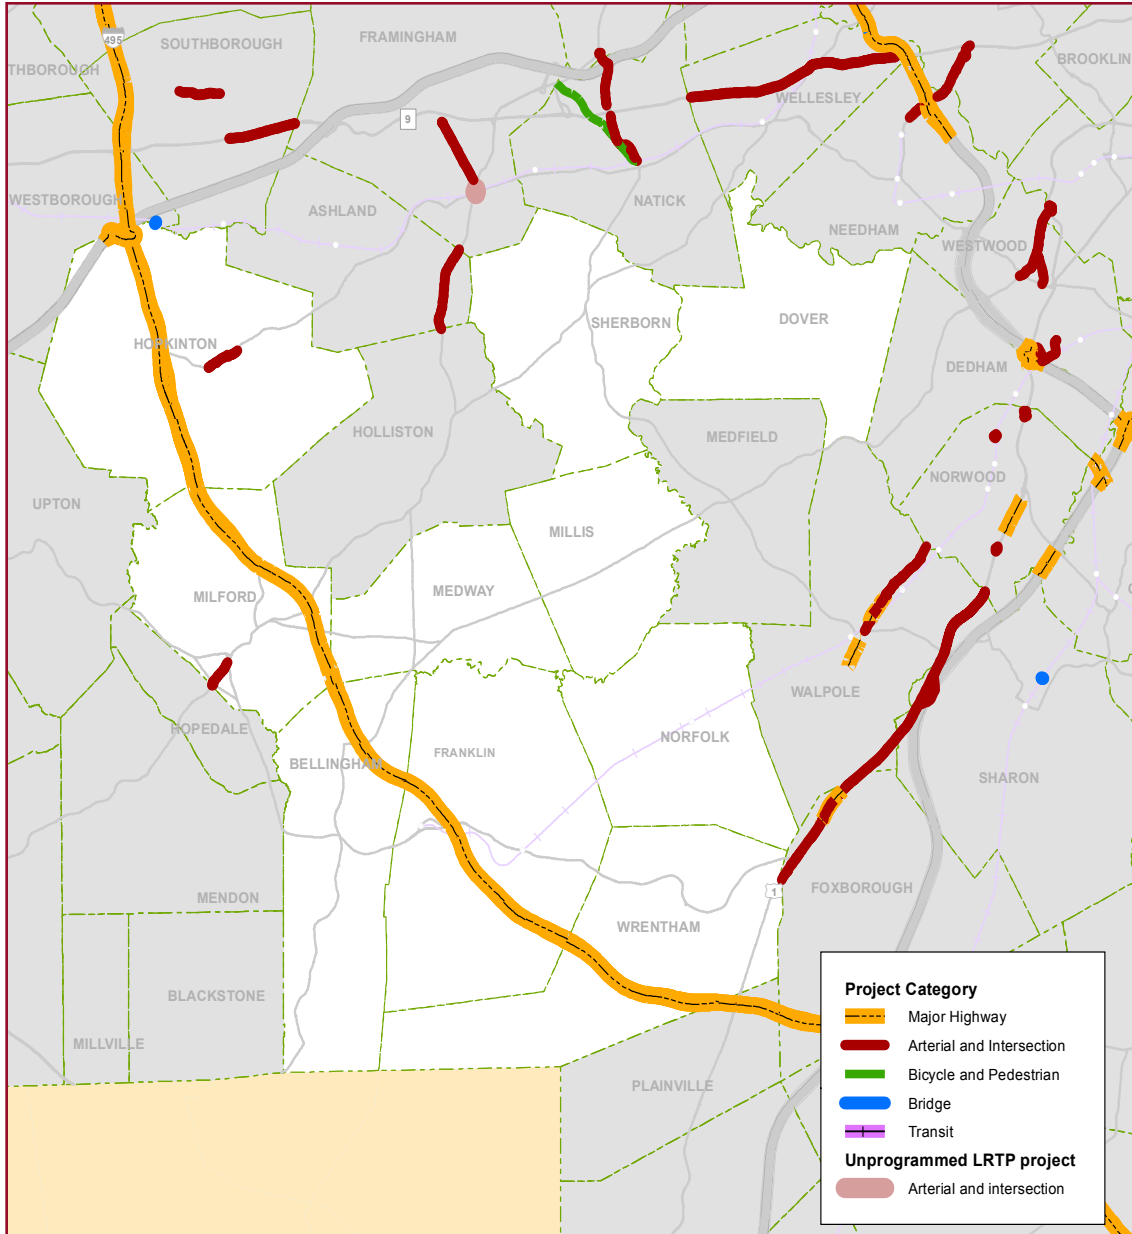 495
SOUTHBOROUGH
FRAMINGHAM
THBOROUGH
BROOKLIN
WELLESLEY
9
WESTBOROUGH
ASHLAND
NATICK
NEEDHAM
WESTWOOD
HOPKINTON
SHERBORN
DOVER
DEDHAM
HOLLISTON
MEDFIELD
UPTON
NORWOOD
MILLIS
MILFORD
MEDWAY
WALPOLE
HOPEDALE
NORFOLK
BELLINGHAM
FRANKLIN
SHARON
MENDON
1
FOXBOROUGH
WRENTHAM
BLACKSTONE
MILLVILLE
PLAINVILLE
Project Category
Major Highway
Arterial and Intersection
Bicycle and Pedestrian
Bridge
Transit
Unprogrammed LRTP project
Arterial and intersection